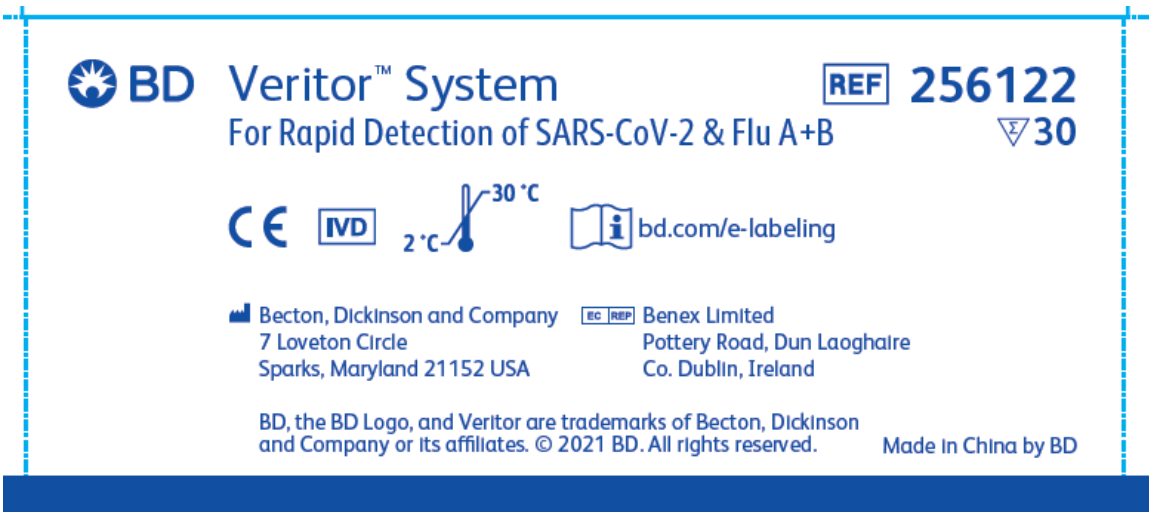 BD Veritor™ System REF 256122
For Rapid Detection of SARS-CoV-2 & Flu A+B Σ 30
CE IVD 2 °C 30 °C i bd.com/e-labeling
Becton, Dickinson and Company
7 Loveton Circle
Sparks, Maryland 21152 USA
EC REP Benex Limited
Pottery Road, Dun Laoghaire
Co. Dublin, Ireland
BD, the BD Logo, and Veritor are trademarks of Becton, Dickinson
and Company or its affiliates. © 2021 BD. All rights reserved.
Made in China by BD